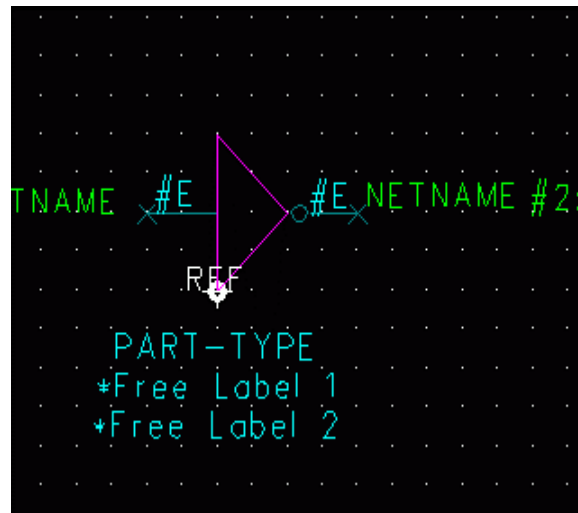 TNAME #E #E NETNAME #2:
REF
PART-TYPE
*Free Label 1
*Free Label 2